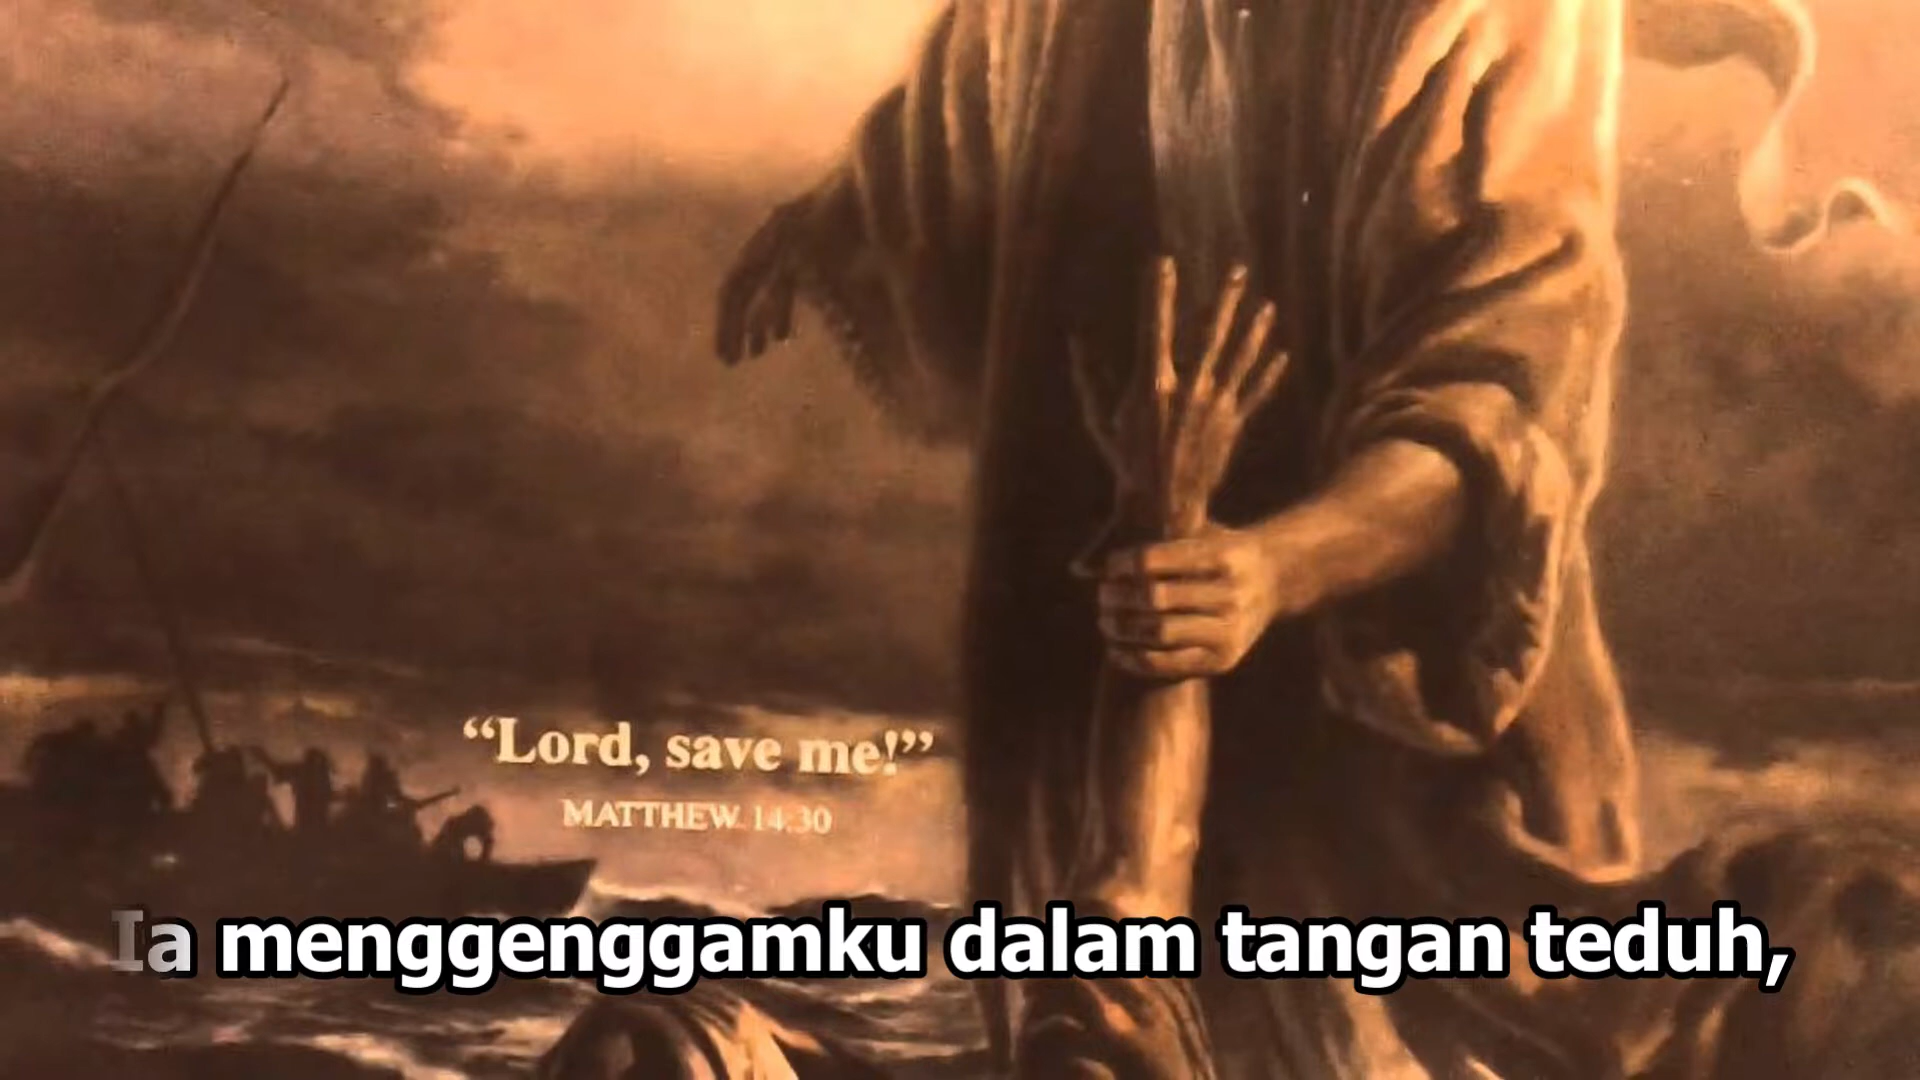 “Lord, save me!”
MATTHEW 14:30
Ia menggenggamku dalam tangan teduh,